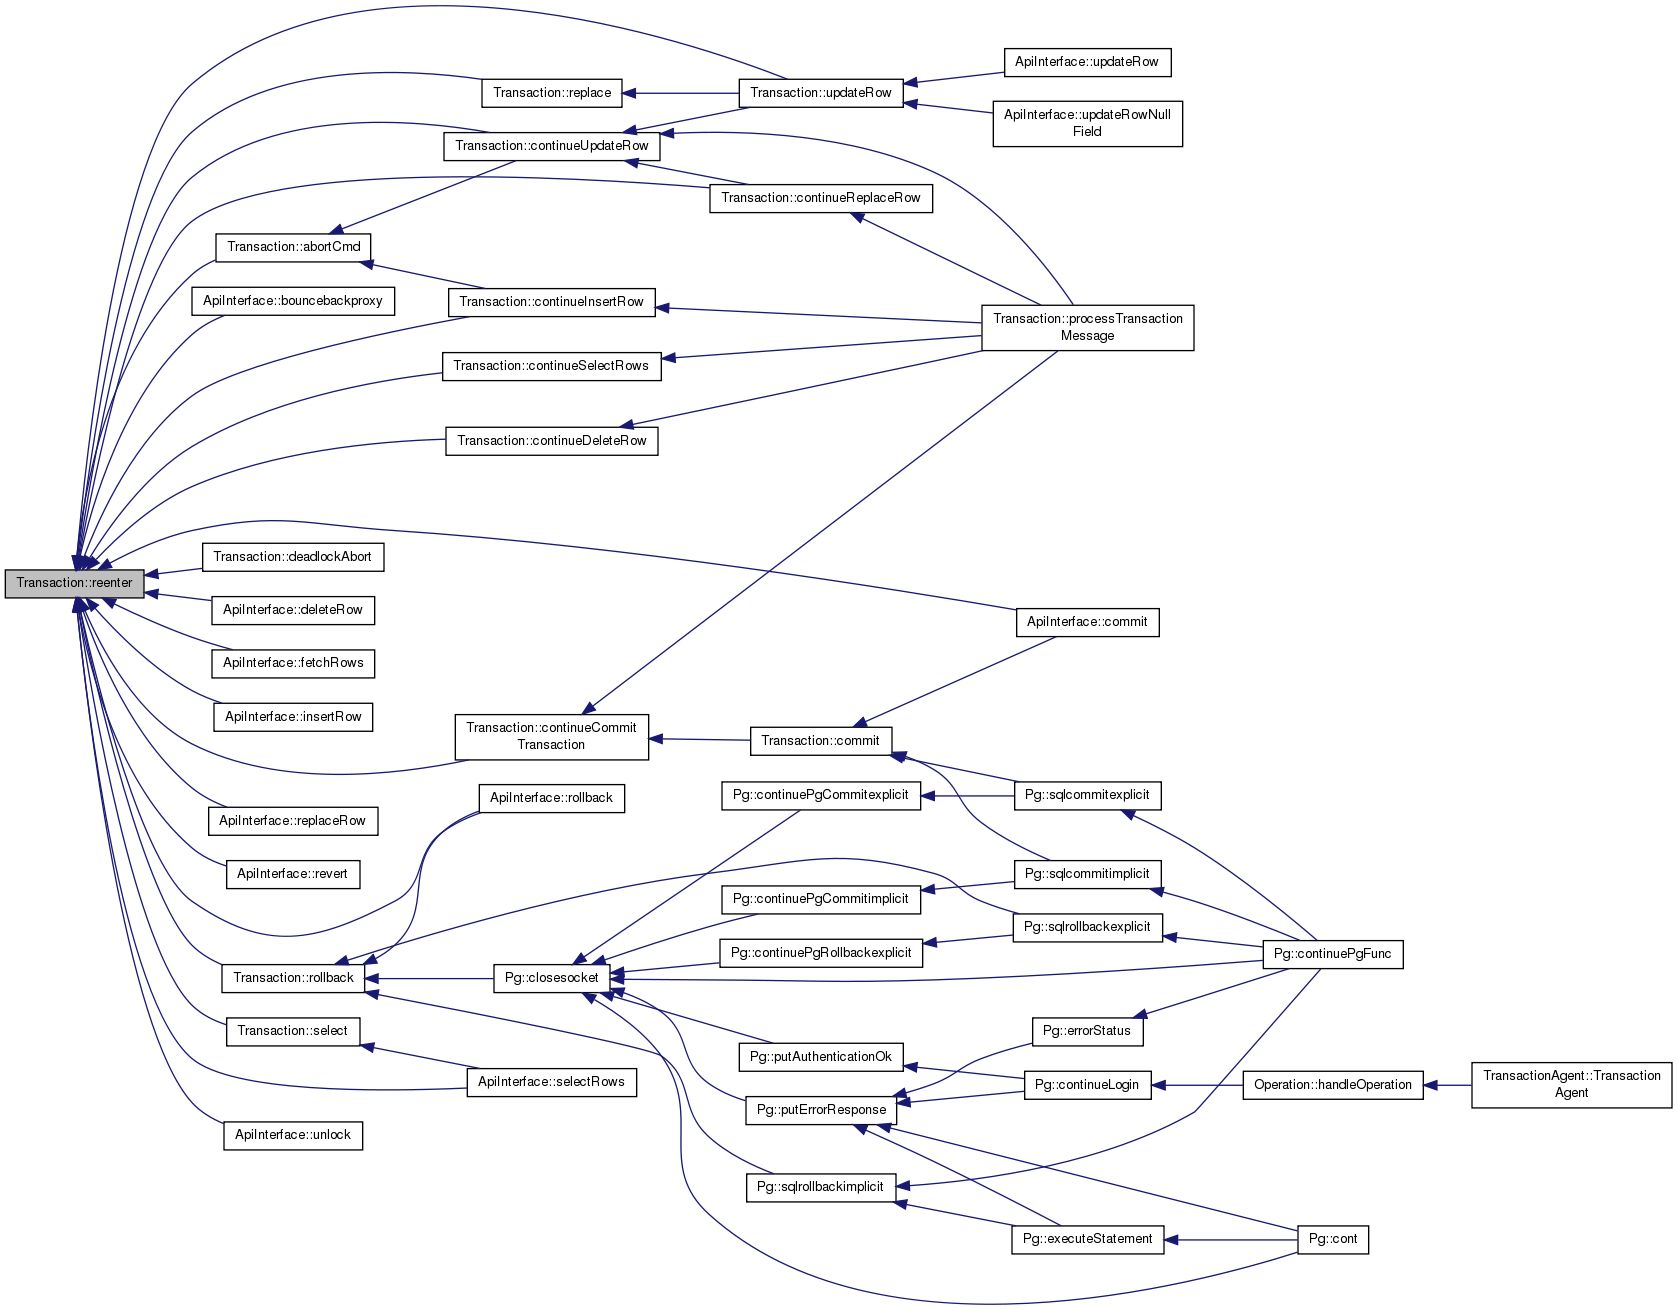 ApiInterface::updateRow
Transaction::replace
Transaction::updateRow
ApiInterface::updateRowNull
Field
Transaction::continueUpdateRow
Transaction::continueReplaceRow
Transaction::abortCmd
ApiInterface::bouncebackproxy
Transaction::continueInsertRow
Transaction::processTransaction
Message
Transaction::continueSelectRows
Transaction::continueDeleteRow
Transaction::deadlockAbort
Transaction::reenter
ApiInterface::deleteRow
ApiInterface::commit
ApiInterface::fetchRows
ApiInterface::insertRow
Transaction::continueCommit
Transaction
Transaction::commit
ApiInterface::rollback
Pg::continuePgCommitexplicit
Pg::sqlcommitexplicit
ApiInterface::replaceRow
ApiInterface::revert
Pg::sqlcommitimplicit
Pg::continuePgCommitimplicit
Pg::sqlrollbackexplicit
Pg::continuePgRollbackexplicit
Pg::continuePgFunc
Transaction::rollback
Pg::closesocket
Transaction::select
Pg::errorStatus
Pg::putAuthenticationOk
ApiInterface::selectRows
Pg::continueLogin
Operation::handleOperation
TransactionAgent::Transaction
Agent
Pg::putErrorResponse
ApiInterface::unlock
Pg::sqlrollbackimplicit
Pg::executeStatement
Pg::cont